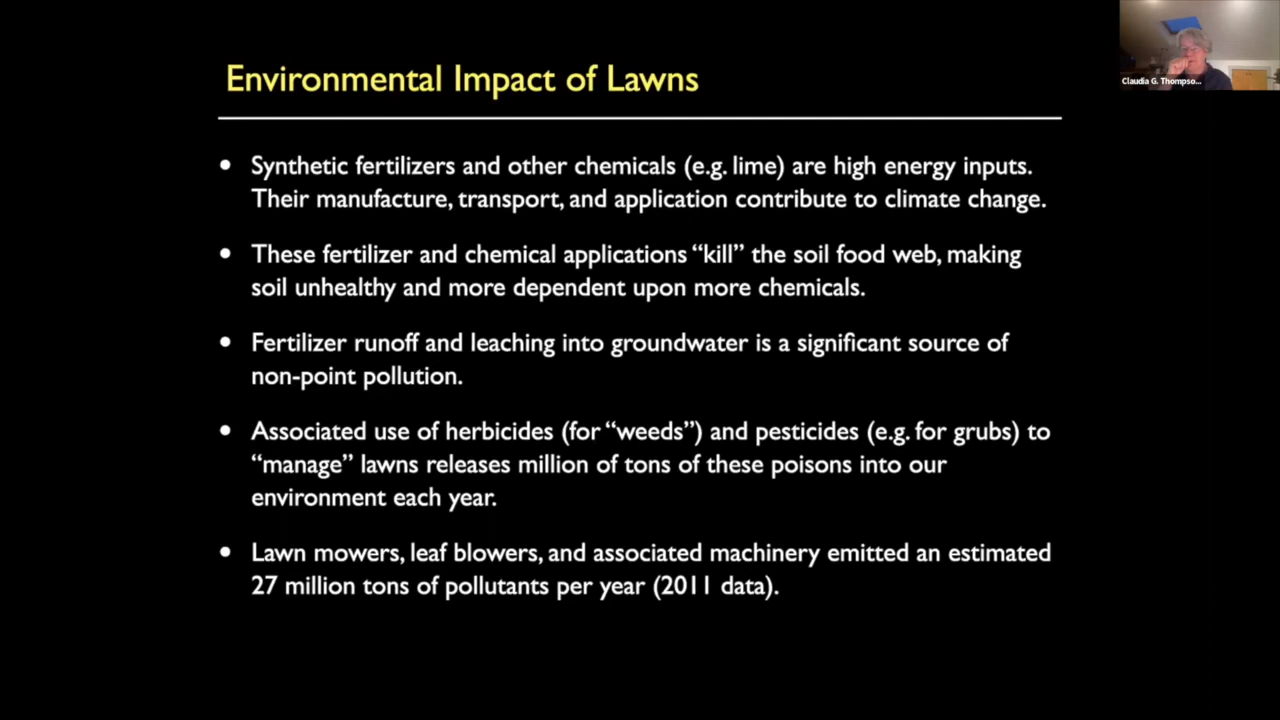 Environmental Impact of Lawns
Claudia G. Thompso...
• Synthetic fertilizers and other chemicals (e.g. lime) are high energy inputs.
Their manufacture, transport, and application contribute to climate change.
• These fertilizer and chemical applications “kill” the soil food web, making
soil unhealthy and more dependent upon more chemicals.
• Fertilizer runoff and leaching into groundwater is a significant source of
non-point pollution.
• Associated use of herbicides (for “weeds”) and pesticides (e.g. for grubs) to
“manage” lawns releases million of tons of these poisons into our
environment each year.
• Lawn mowers, leaf blowers, and associated machinery emitted an estimated
27 million tons of pollutants per year (2011 data).